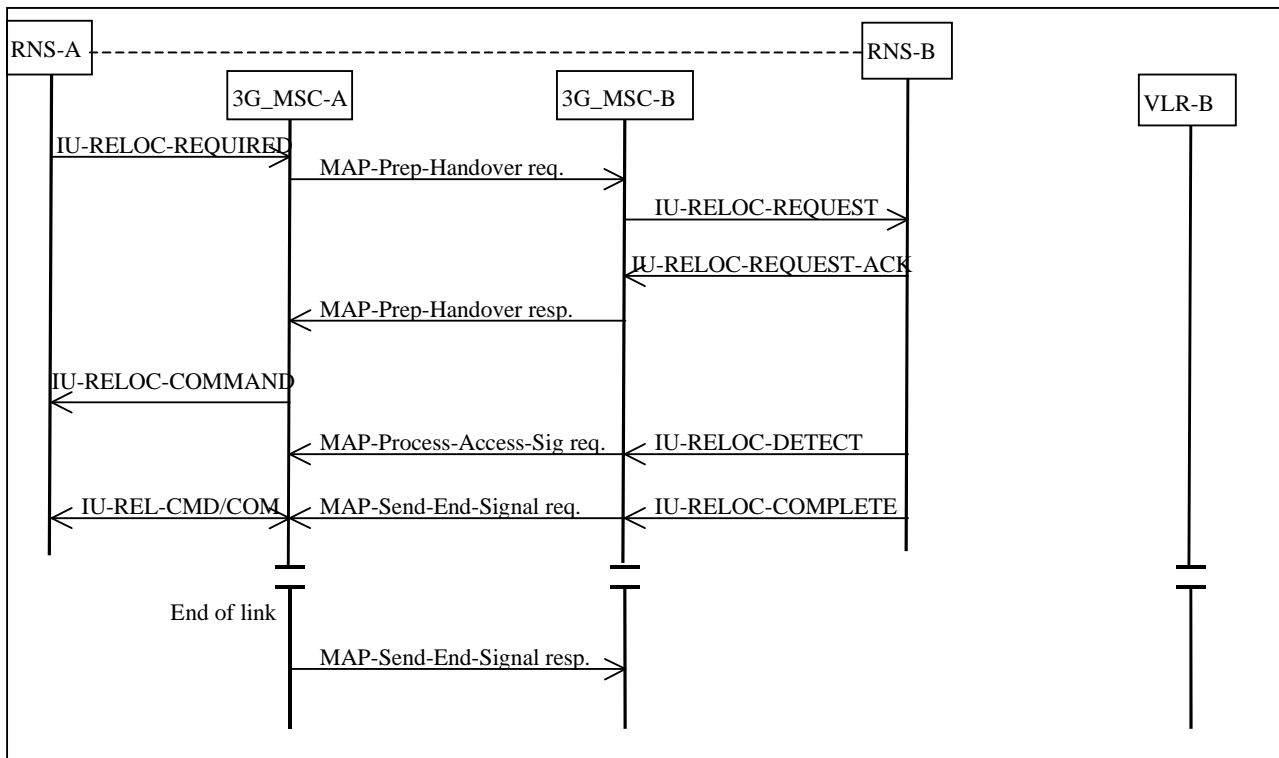 RNS-A
RNS-B
3G_MSC-A
3G_MSC-B
VLR-B
IU-RELOC-REQUIRED
MAP-Prep-Handover req.
IU-RELOC-REQUEST
IU-RELOC-REQUEST-ACK
MAP-Prep-Handover resp.
IU-RELOC-COMMAND
MAP-Process-Access-Sig req.
IU-RELOC-DETECT
IU-REL-CMD/COM
MAP-Send-End-Signal req.
IU-RELOC-COMPLETE
End of link
MAP-Send-End-Signal resp.